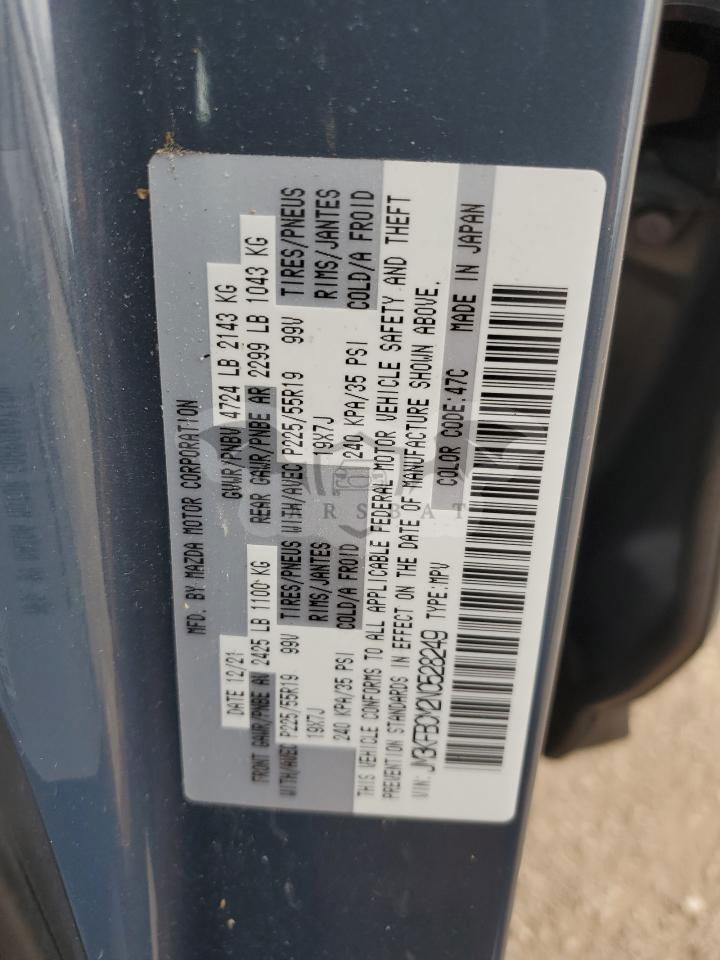 MFD. BY MAZDA MOTOR CORPORATION
DATE 12/21 GVWR/PNBV 4724 LB 2143 KG
FRONT GAWR/PNBE AV 2425 LB 1100 KG REAR GAWR/PNBE AR 2299 LB 1043 KG
WITH/AVEC P225/55R19 99V TIRES/PNEUS WITH/AVEC P225/55R19 99V TIRES/PNEUS
19X7J RIMS/JANTES 19X7J RIMS/JANTES
240 KPA/35 PSI COLD/A FROID 240 KPA/35 PSI COLD/A FROID
THIS VEHICLE CONFORMS TO ALL APPLICABLE FEDERAL MOTOR VEHICLE SAFETY AND THEFT
PREVENTION STANDARDS IN EFFECT ON THE DATE OF MANUFACTURE SHOWN ABOVE.
VIN: JM3KFBCY2N0528249 TYPE:MPV COLOR CODE:47C MADE IN JAPAN